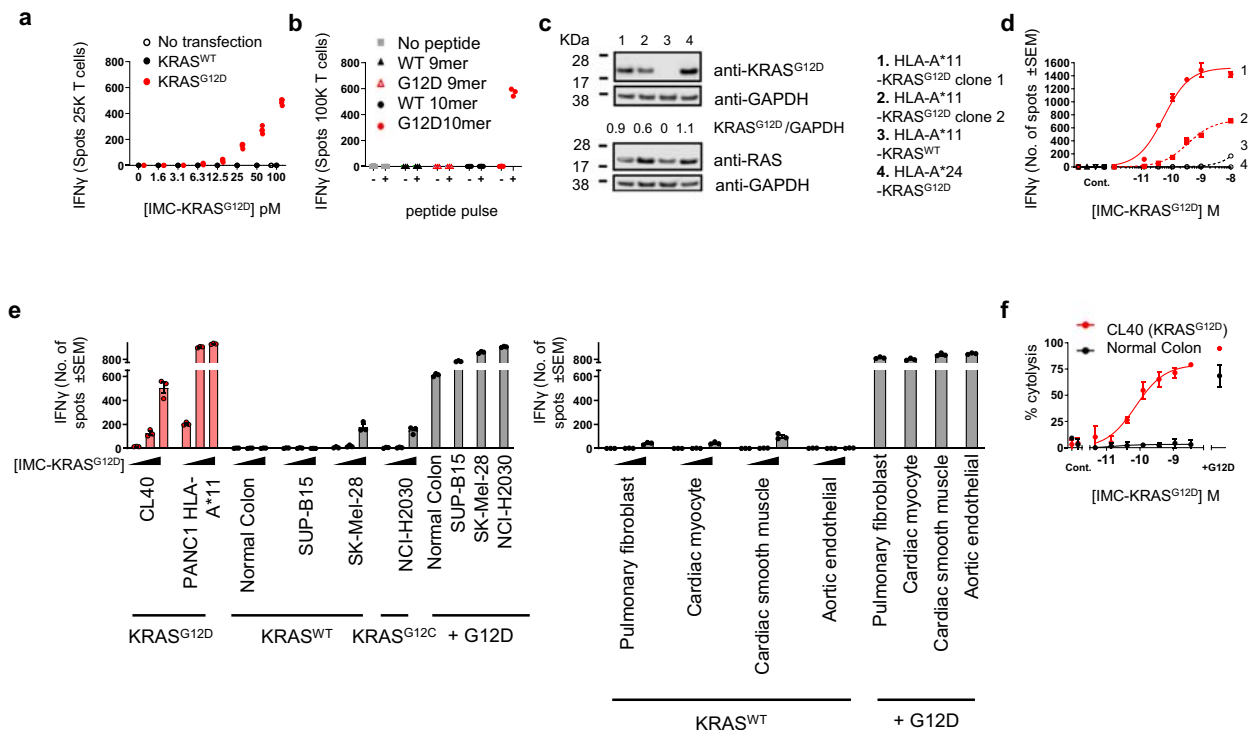 a
IFNγ (Spots 25K T cells)
No transfection
KRASWT
KRASG12D
800
600
400
200
0
0 1.6 3.1 6.3 12.5 25 50 100
[IMC-KRASG12D] pM
b
IFNγ (Spots 100K T cells)
No peptide
WT 9mer
G12D 9mer
WT 10mer
G12D10mer
800
600
400
200
0
- + - + - + - + - +
peptide pulse
c
KDa 1 2 3 4
28
17
anti-KRASG12D
38
anti-GAPDH
0.9 0.6 0 1.1 KRASG12D/GAPDH
28
17
anti-RAS
38
anti-GAPDH
1. HLA-A*11
-KRASG12D clone 1
2. HLA-A*11
-KRASG12D clone 2
3. HLA-A*11
-KRASWT
4. HLA-A*24
-KRASG12D
d
IFNγ (No. of spots ±SEM)
1600
1400
1200
1000
800
600
400
200
0
1
2
3
4
Cont. -11 -10 -9 -8
[IMC-KRASG12D] M
e
IFNγ (No. of
spots ±SEM)
800
600
400
200
0
[IMC-KRASG12D]
CL40
PANC1 HLA-
A*11
Normal Colon
SUP-B15
SK-Mel-28
NCI-H2030
Normal Colon
SUP-B15
SK-Mel-28
NCI-H2030
KRASG12D
KRASWT
KRASG12C
+ G12D
IFNγ (No. of
spots ±SEM)
800
600
400
200
0
Pulmonary fibroblast
Cardiac myocyte
Cardiac smooth muscle
Aortic endothelial
Pulmonary fibroblast
Cardiac myocyte
Cardiac smooth muscle
Aortic endothelial
KRASWT
+ G12D
f
CL40 (KRASG12D)
Normal Colon
% cytolysis
100
75
50
25
0
Cont. -11 -10 -9 +G12D
[IMC-KRASG12D] M